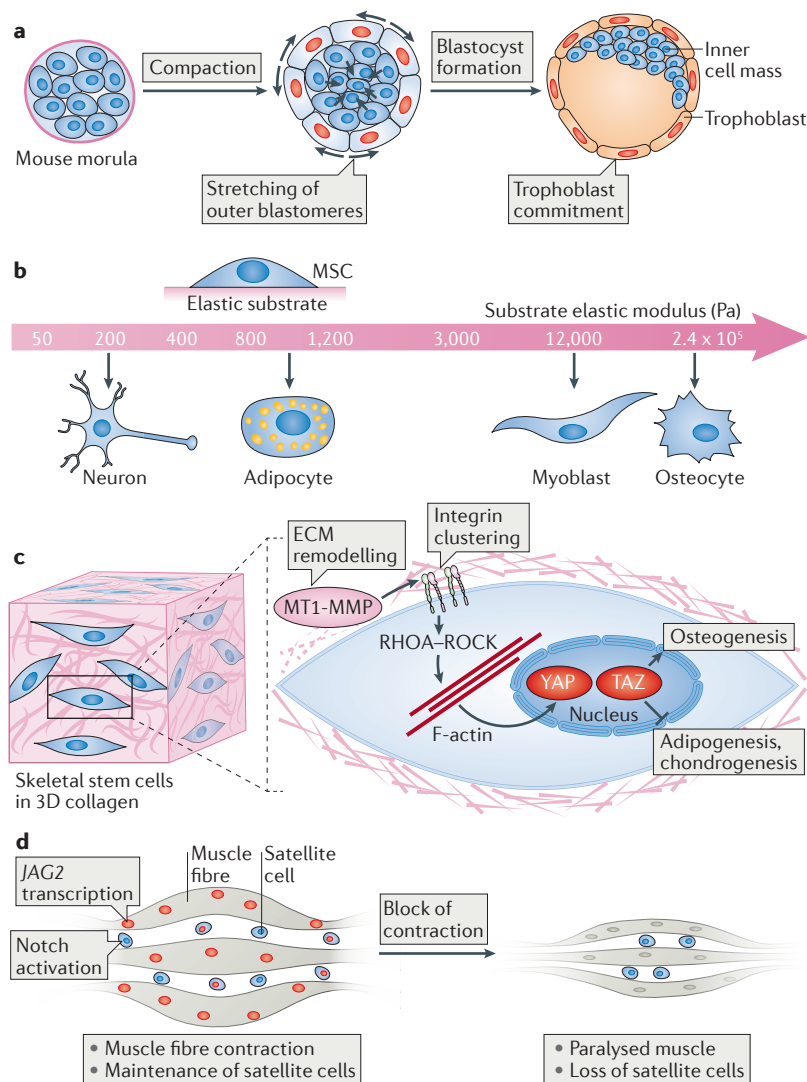 a
Compaction
Blastocyst
formation
Inner
cell mass
Trophoblast
Mouse morula
Stretching of
outer blastomeres
Trophoblast
commitment
b
MSC
Elastic substrate
Substrate elastic modulus (Pa)
50 200 400 800 1,200 3,000 12,000 2.4 x 10⁵
Neuron
Adipocyte
Myoblast
Osteocyte
c
ECM
remodelling
Integrin
clustering
MT1-MMP
RHOA–ROCK
Osteogenesis
YAP
TAZ
Nucleus
F-actin
Adipogenesis,
chondrogenesis
Skeletal stem cells
in 3D collagen
d
JAG2
transcription
Muscle
fibre
Satellite
cell
Notch
activation
Block of
contraction
• Muscle fibre contraction
• Maintenance of satellite cells
• Paralysed muscle
• Loss of satellite cells